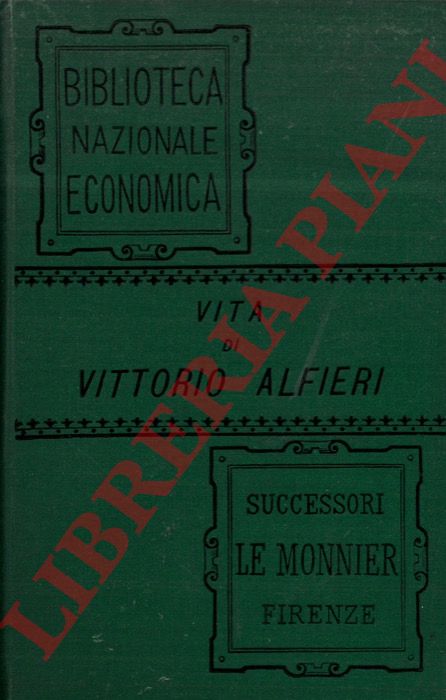 BIBLIOTECA
NAZIONALE
ECONOMICA
VITA
DI
VITTORIO ALFIERI
SUCCESSORI
LE MONNIER
FIRENZE
LIBRERIA PIANI